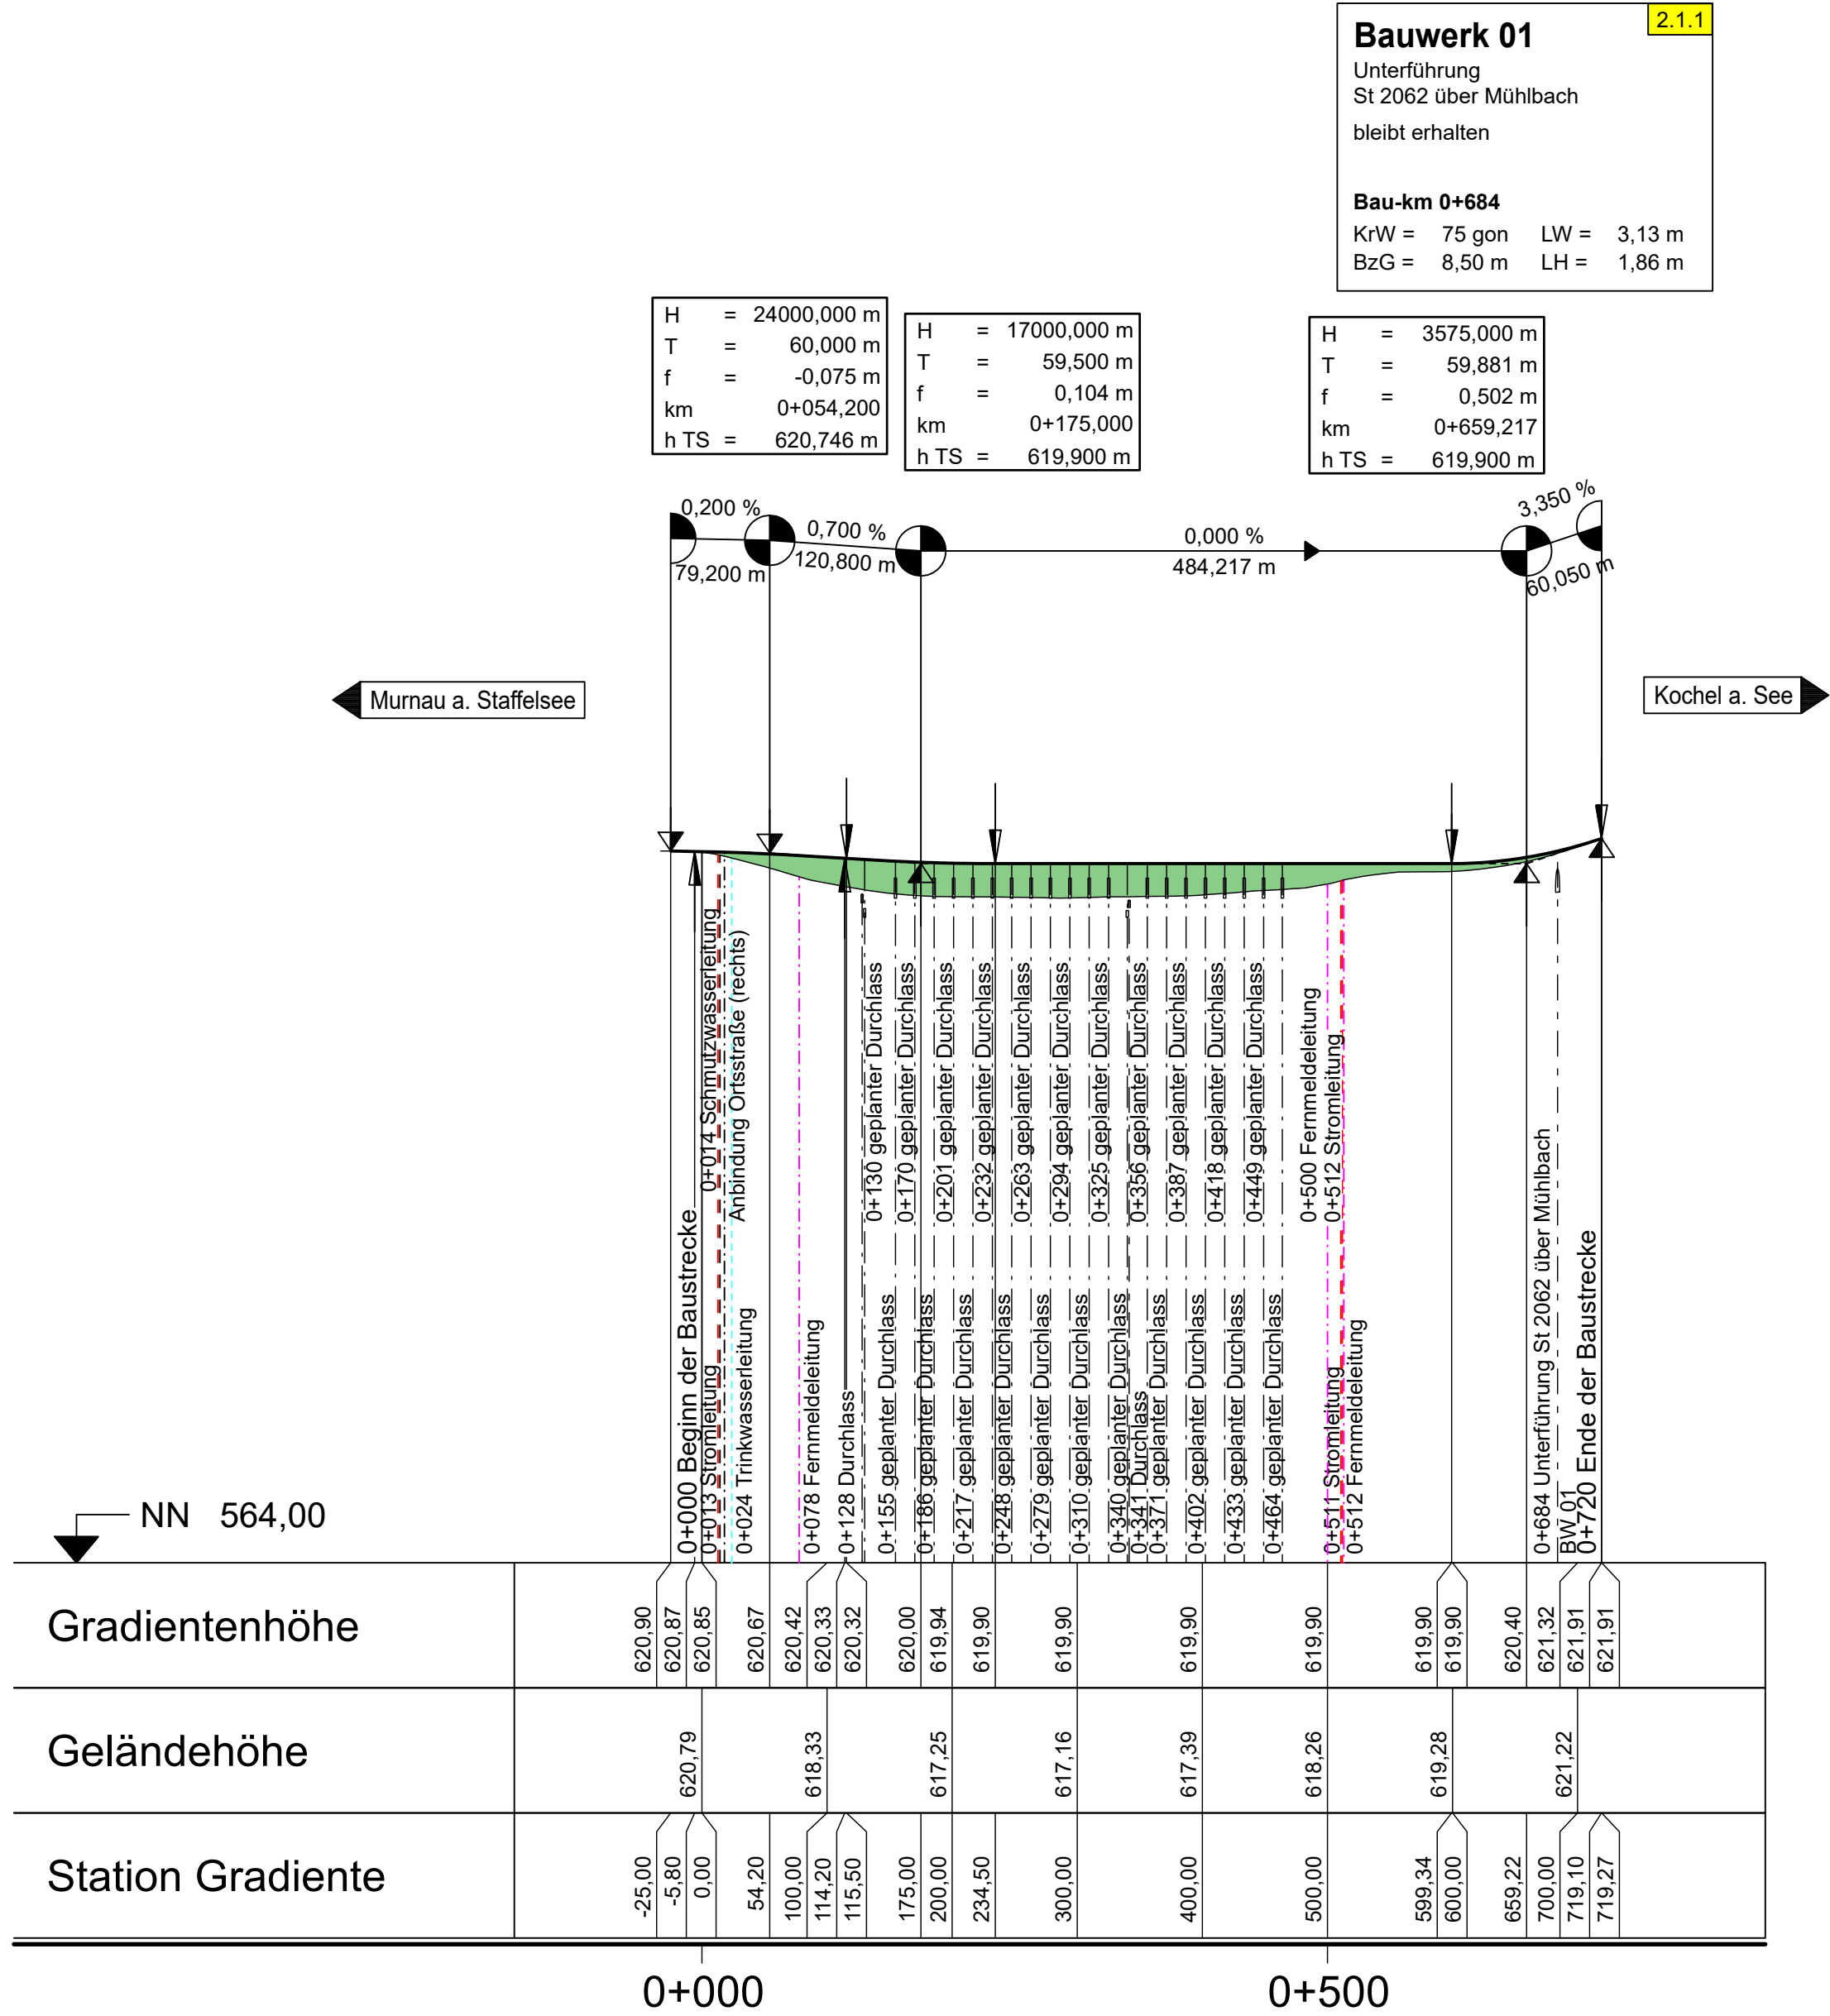 2.1.1
Bauwerk 01
Unterführung
St 2062 über Mühlbach
bleibt erhalten
Bau-km 0+684
KrW = 75 gon LW = 3,13 m
BzG = 8,50 m LH = 1,86 m
H = 24000,000 m
T = 60,000 m
f = -0,075 m
km 0+054,200
h TS = 620,746 m
H = 17000,000 m
T = 59,500 m
f = 0,104 m
km 0+175,000
h TS = 619,900 m
H = 3575,000 m
T = 59,881 m
f = 0,502 m
km 0+659,217
h TS = 619,900 m
0,200 %
79,200 m
0,700 %
120,800 m
0,000 %
484,217 m
3,350 %
60,050 m
Murnau a. Staffelsee
Kochel a. See
0+000 Beginn der Baustrecke
0+014 Schmutzwasserleitung
0+013 Stromleitung
Anbindung Ortsstraße (rechts)
0+024 Trinkwasserleitung
0+078 Fernmeldeleitung
0+128 Durchlass
0+130 geplanter Durchlass
0+155 geplanter Durchlass
0+170 geplanter Durchlass
0+186 geplanter Durchlass
0+201 geplanter Durchlass
0+217 geplanter Durchlass
0+232 geplanter Durchlass
0+248 geplanter Durchlass
0+263 geplanter Durchlass
0+279 geplanter Durchlass
0+294 geplanter Durchlass
0+310 geplanter Durchlass
0+325 geplanter Durchlass
0+340 geplanter Durchlass
0+341 Durchlass
0+356 geplanter Durchlass
0+371 geplanter Durchlass
0+387 geplanter Durchlass
0+402 geplanter Durchlass
0+418 geplanter Durchlass
0+433 geplanter Durchlass
0+449 geplanter Durchlass
0+464 geplanter Durchlass
0+500 Fernmeldeleitung
0+511 Stromleitung
0+512 Stromleitung
0+512 Fernmeldeleitung
0+684 Unterführung St 2062 über Mühlbach
BW 01
0+720 Ende der Baustrecke
NN 564,00
Gradientenhöhe
620,90
620,87
620,85
620,67
620,42
620,33
620,32
620,00
619,94
619,90
619,90
619,90
619,90
619,90
619,90
620,40
621,32
621,91
621,91
Geländehöhe
620,79
618,33
617,25
617,16
617,39
618,26
619,28
621,22
Station Gradiente
-25,00
-5,80
0,00
54,20
100,00
114,20
115,50
175,00
200,00
234,50
300,00
400,00
500,00
599,34
600,00
659,22
700,00
719,10
719,27
0+000
0+500